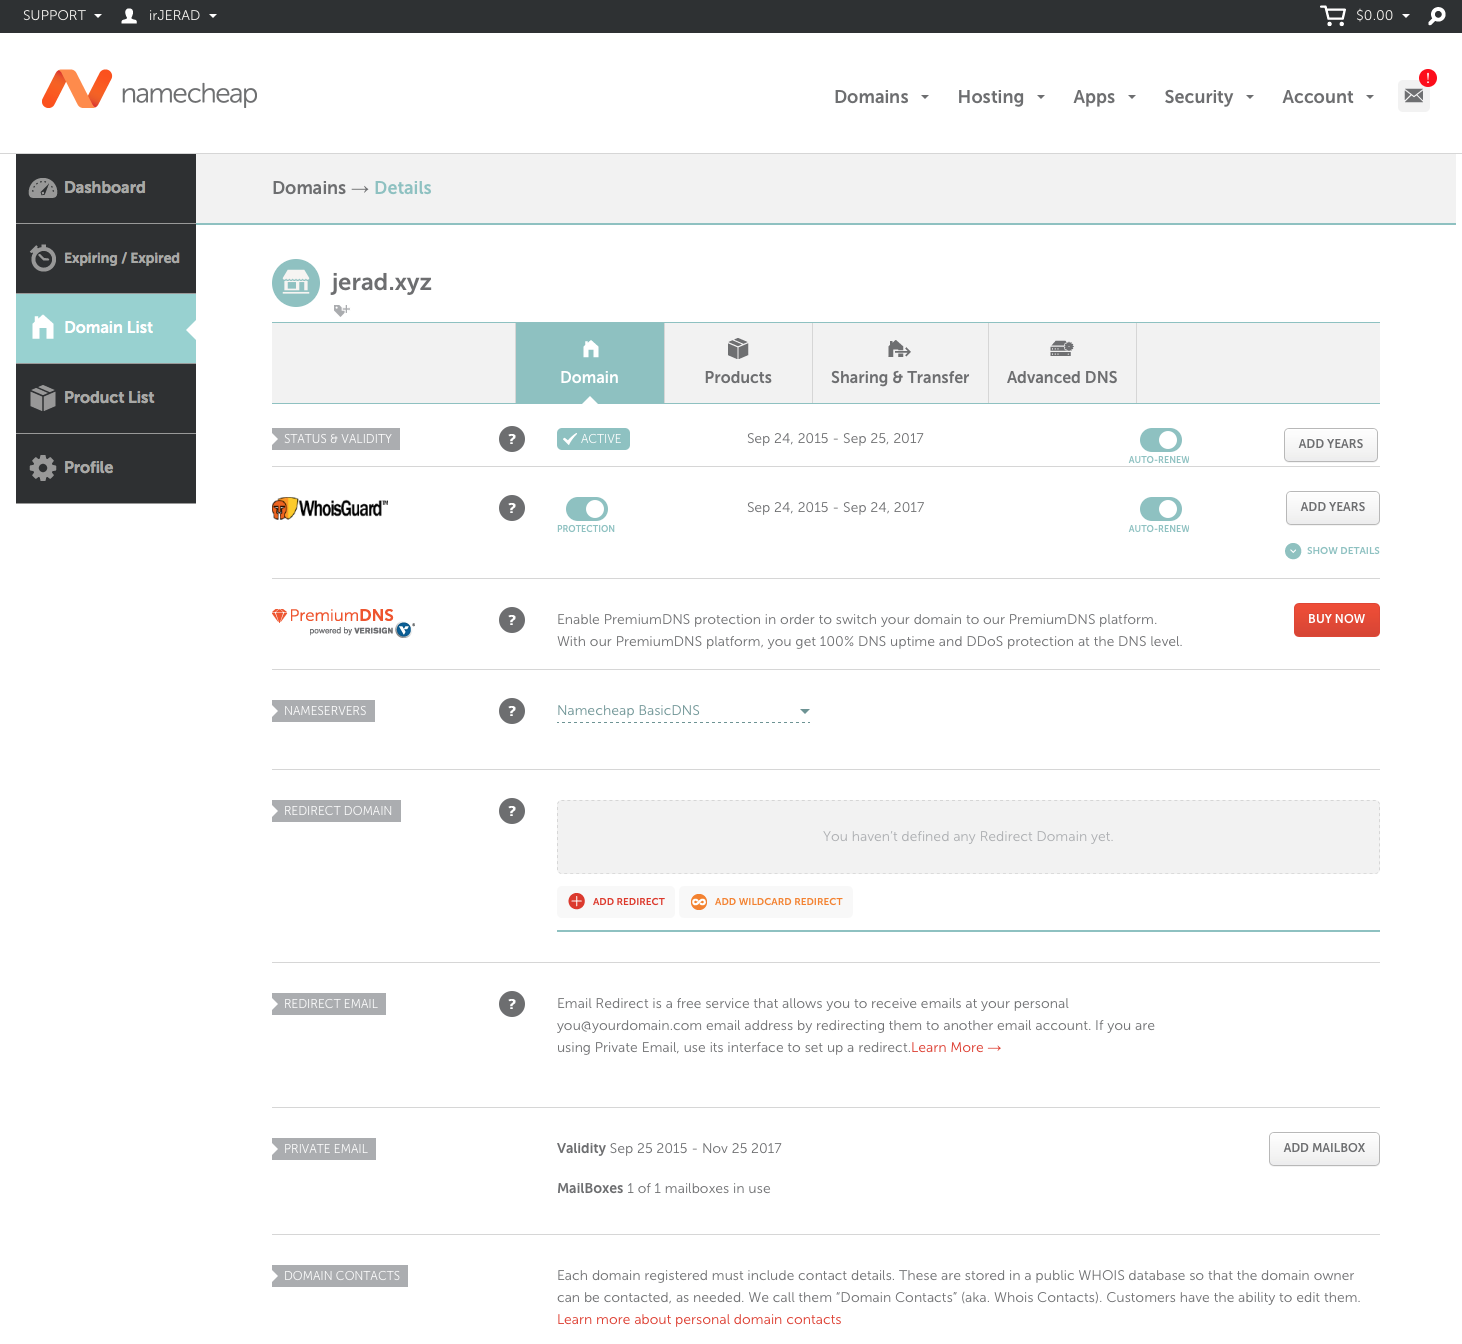 SUPPORT irJERAD $0.00
namecheap
Domains Hosting Apps Security Account !
Dashboard
Expiring / Expired
Domain List
Product List
Profile
Domains → Details
jerad.xyz
Domain Products Sharing & Transfer Advanced DNS
STATUS & VALIDITY ? ACTIVE Sep 24, 2015 - Sep 25, 2017 AUTO-RENEW ADD YEARS
WhoisGuard™ ? PROTECTION Sep 24, 2015 - Sep 24, 2017 AUTO-RENEW ADD YEARS
SHOW DETAILS
PremiumDNS ? Enable PremiumDNS protection in order to switch your domain to our PremiumDNS platform. BUY NOW
powered by VERISIGN With our PremiumDNS platform, you get 100% DNS uptime and DDoS protection at the DNS level.
NAMESERVERS ? Namecheap BasicDNS
REDIRECT DOMAIN ? You haven't defined any Redirect Domain yet.
ADD REDIRECT ADD WILDCARD REDIRECT
REDIRECT EMAIL ? Email Redirect is a free service that allows you to receive emails at your personal
you@yourdomain.com email address by redirecting them to another email account. If you are
using Private Email, use its interface to set up a redirect.Learn More →
PRIVATE EMAIL Validity Sep 25 2015 - Nov 25 2017 ADD MAILBOX
MailBoxes 1 of 1 mailboxes in use
DOMAIN CONTACTS Each domain registered must include contact details. These are stored in a public WHOIS database so that the domain owner
can be contacted, as needed. We call them “Domain Contacts” (aka. Whois Contacts). Customers have the ability to edit them.
Learn more about personal domain contacts